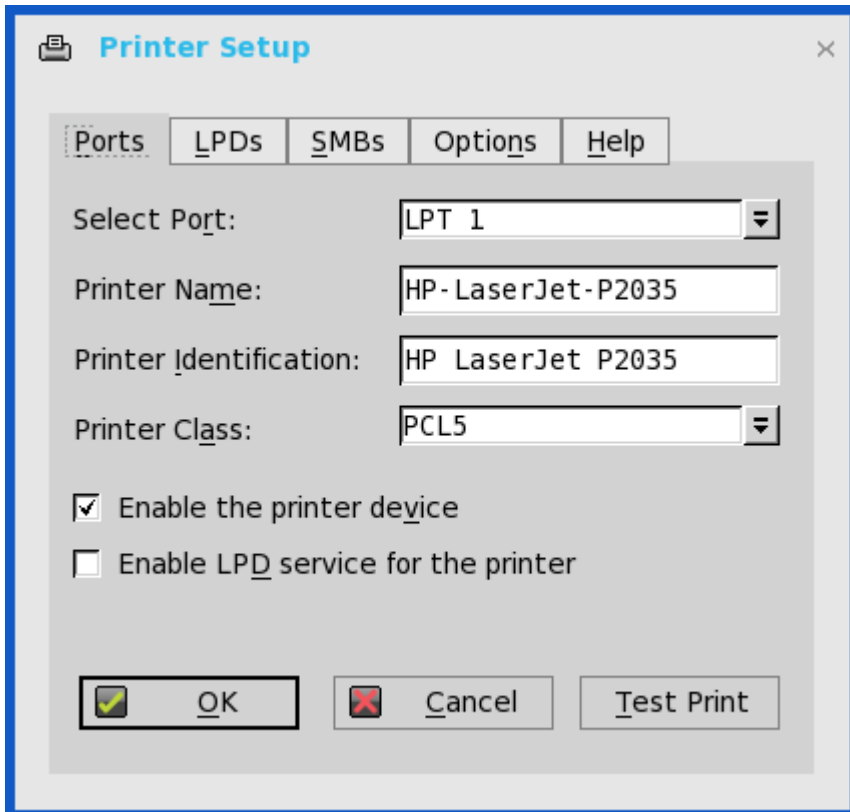 Printer Setup
Ports LPDs SMBs Options Help
Select Port: LPT 1
Printer Name: HP-LaserJet-P2035
Printer Identification: HP LaserJet P2035
Printer Class: PCL5
Enable the printer device
Enable LPD service for the printer
OK Cancel Test Print